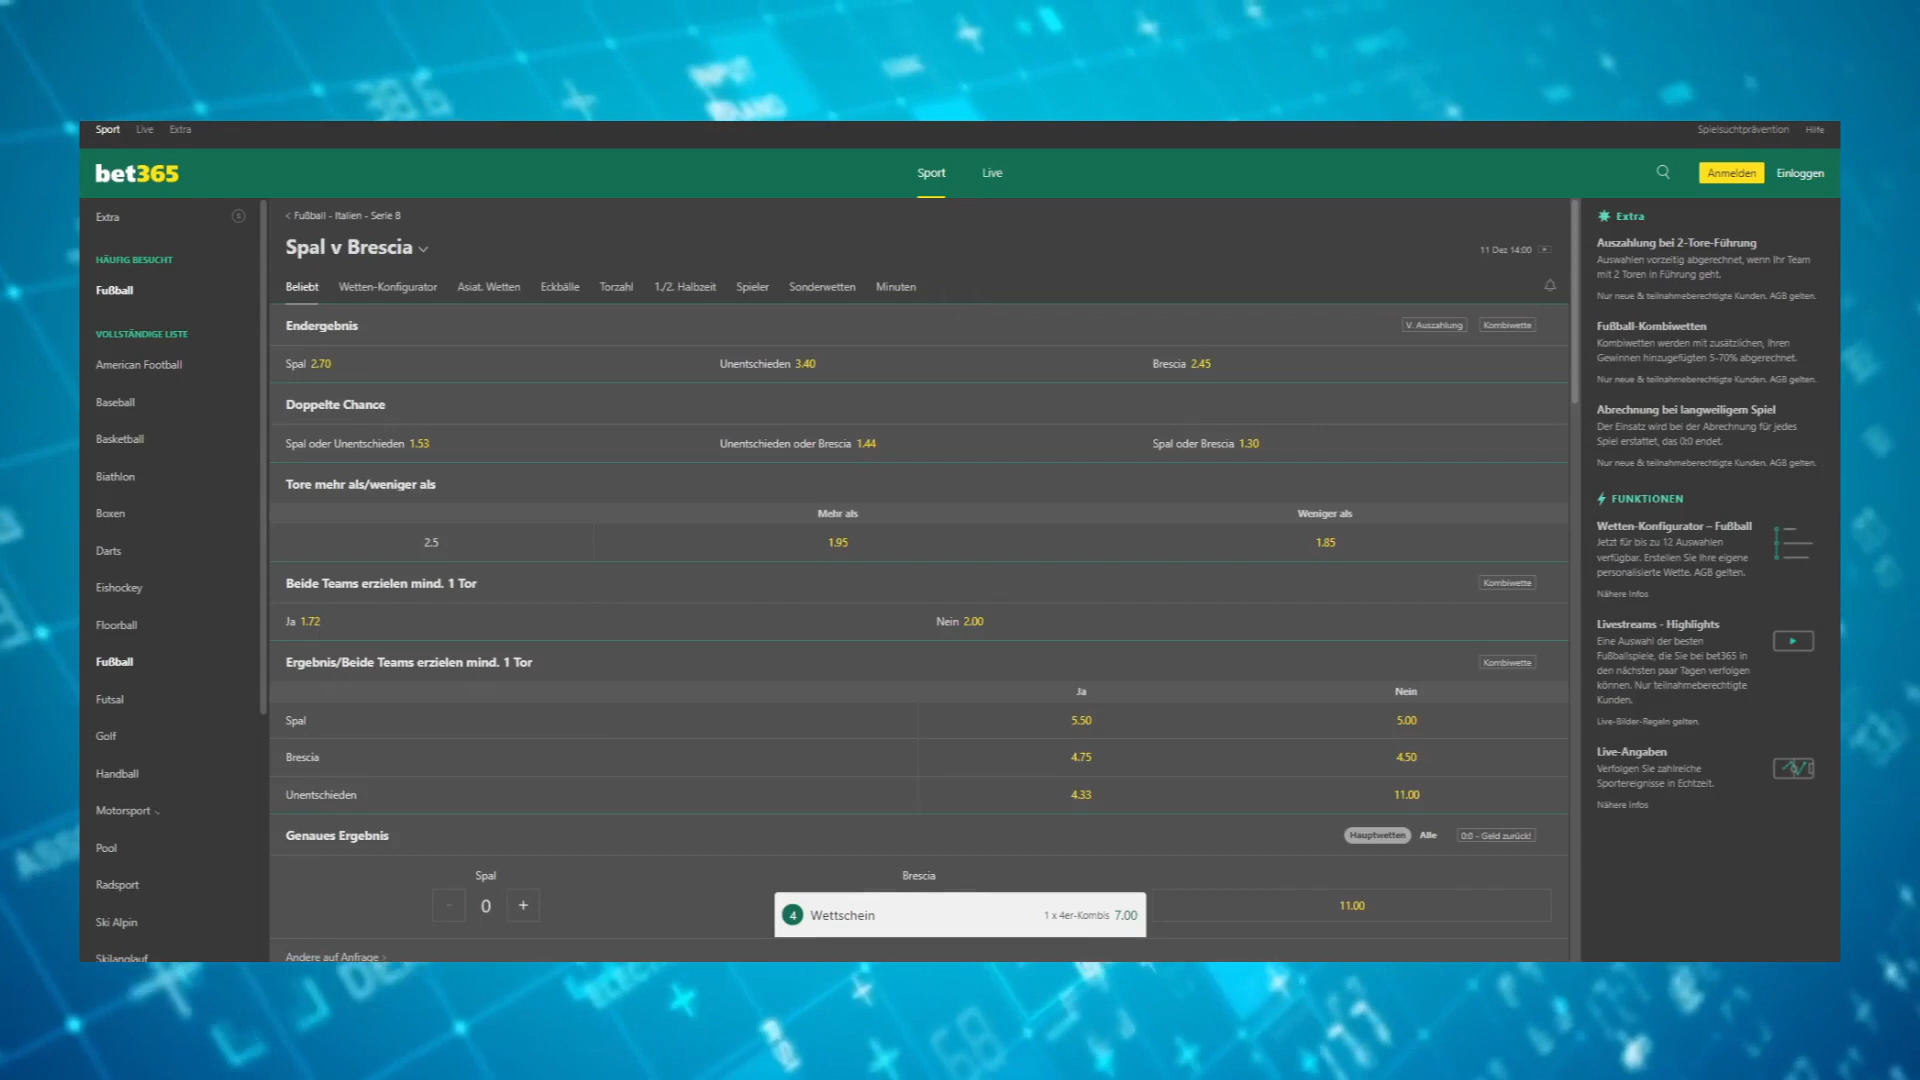 Sport Live Extra
Spielsuchtprävention Hilfe
bet365
Sport Live
Anmelden Einloggen
Extra
HÄUFIG BESUCHT
Fußball
VOLLSTÄNDIGE LISTE
American Football
Baseball
Basketball
Biathlon
Boxen
Darts
Eishockey
Floorball
Fußball
Futsal
Golf
Handball
Motorsport
Pool
Radsport
Ski Alpin
Skilanglauf
< Fußball - Italien - Serie B
Spal v Brescia
11 Dez 14:00
Beliebt Wetten-Konfigurator Asiat. Wetten Eckbälle Torzahl 1./2. Halbzeit Spieler Sonderwetten Minuten
Endergebnis V. Auszahlung Kombiwette
Spal 2.70 Unentschieden 3.40 Brescia 2.45
Doppelte Chance
Spal oder Unentschieden 1.53 Unentschieden oder Brescia 1.44 Spal oder Brescia 1.30
Tore mehr als/weniger als
Mehr als Weniger als
2.5 1.95 1.85
Beide Teams erzielen mind. 1 Tor Kombiwette
Ja 1.72 Nein 2.00
Ergebnis/Beide Teams erzielen mind. 1 Tor Kombiwette
Ja Nein
Spal 5.50 5.00
Brescia 4.75 4.50
Unentschieden 4.33 11.00
Genaues Ergebnis Hauptwetten Alle 0:0 - Geld zurück!
Spal Brescia
- 0 + 11.00
4 Wettschein 1 x 4er-Kombis 7.00
Andere auf Anfrage >
Extra
Auszahlung bei 2-Tore-Führung
Auswahlen vorzeitig abgerechnet, wenn Ihr Team
mit 2 Toren in Führung geht.
Nur neue & teilnahmeberechtigte Kunden. AGB gelten.
Fußball-Kombiwetten
Kombiwetten werden mit zusätzlichen, Ihren
Gewinnen hinzugefügten 5-70% abgerechnet.
Nur neue & teilnahmeberechtigte Kunden. AGB gelten.
Abrechnung bei langweiligem Spiel
Der Einsatz wird bei der Abrechnung für jedes
Spiel erstattet, das 0:0 endet.
Nur neue & teilnahmeberechtigte Kunden. AGB gelten.
FUNKTIONEN
Wetten-Konfigurator – Fußball
Jetzt für bis zu 12 Auswahlen
verfügbar. Erstellen Sie Ihre eigene
personalisierte Wette. AGB gelten.
Nähere Infos
Livestreams - Highlights
Eine Auswahl der besten
Fußballspiele, die Sie bei bet365 in
den nächsten paar Tagen verfolgen
können. Nur teilnahmeberechtigte
Kunden.
Live-Bilder-Regeln gelten.
Live-Angaben
Verfolgen Sie zahlreiche
Sportereignisse in Echtzeit.
Nähere Infos